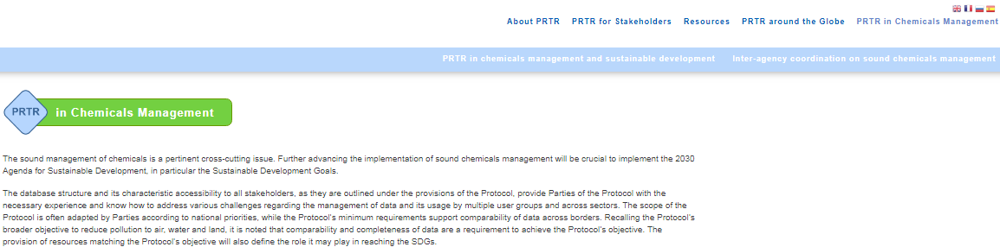 About PRTR PRTR for Stakeholders Resources PRTR around the Globe PRTR in Chemicals Management
PRTR in chemicals management and sustainable development Inter-agency coordination on sound chemicals management
PRTR in Chemicals Management
The sound management of chemicals is a pertinent cross-cutting issue. Further advancing the implementation of sound chemicals management will be crucial to implement the 2030
Agenda for Sustainable Development, in particular the Sustainable Development Goals.
The database structure and its characteristic accessibility to all stakeholders, as they are outlined under the provisions of the Protocol, provide Parties of the Protocol with the
necessary experience and know how to address various challenges regarding the management of data and its usage by multiple user groups and across sectors. The scope of the
Protocol is often adapted by Parties according to national priorities, while the Protocol's minimum requirements support comparability of data across borders. Recalling the Protocol's
broader objective to reduce pollution to air, water and land, it is noted that comparability and completeness of data are a requirement to achieve the Protocol's objective. The
provision of resources matching the Protocol's objective will also define the role it may play in reaching the SDGs.